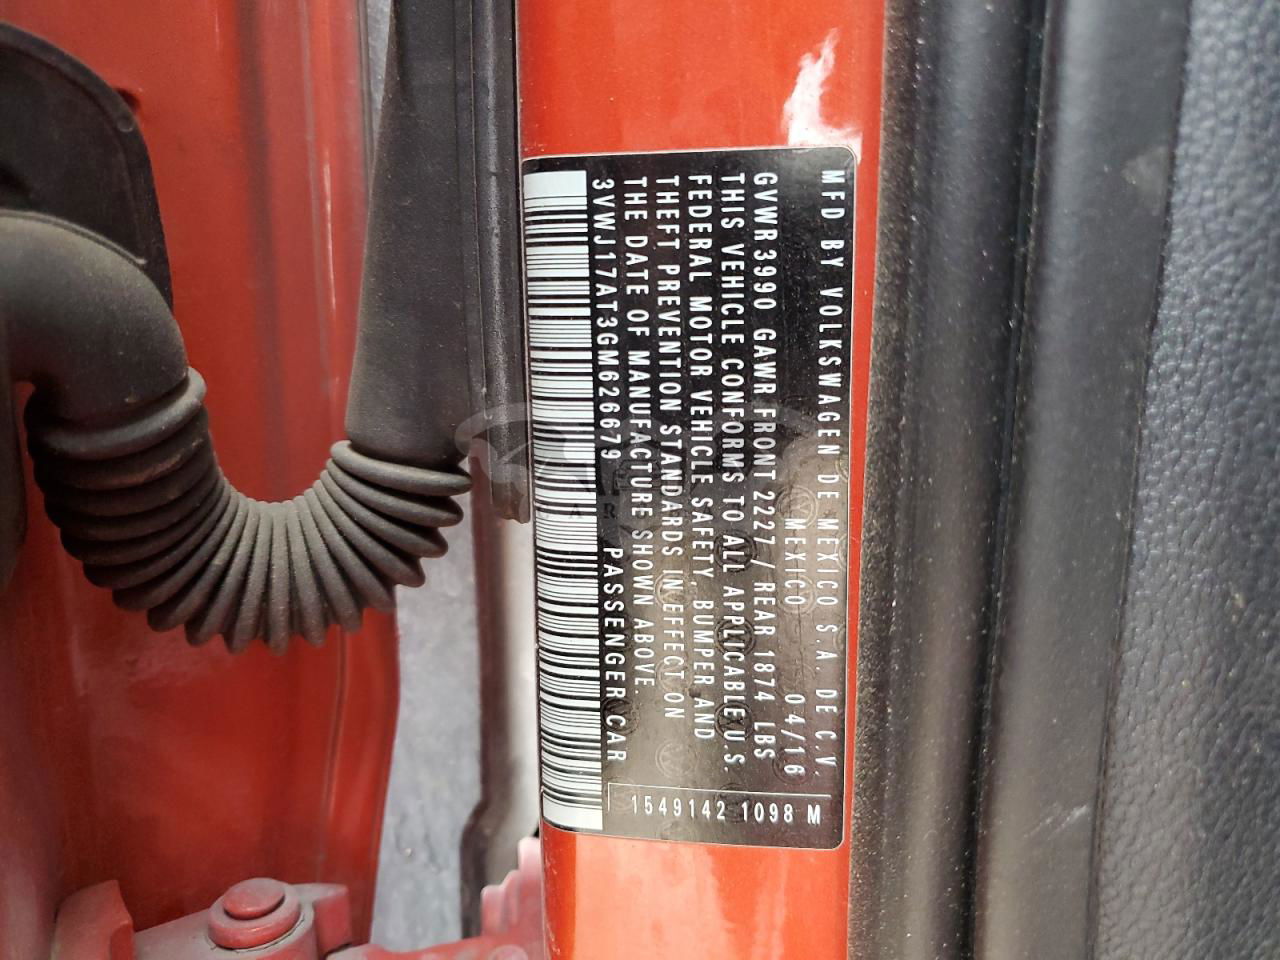 MFD BY VOLKSWAGEN DE MEXICO S.A. DE C.V.
MEXICO 04/16
GVWR3990 GAWR FRONT 2227 / REAR 1874 LBS
THIS VEHICLE CONFORMS TO ALL APPLICABLE U.S.
FEDERAL MOTOR VEHICLE SAFETY, BUMPER AND
THEFT PREVENTION STANDARDS IN EFFECT ON
THE DATE OF MANUFACTURE SHOWN ABOVE.
3VWJ17AT3GM626679 PASSENGER CAR
1549142 1098 M